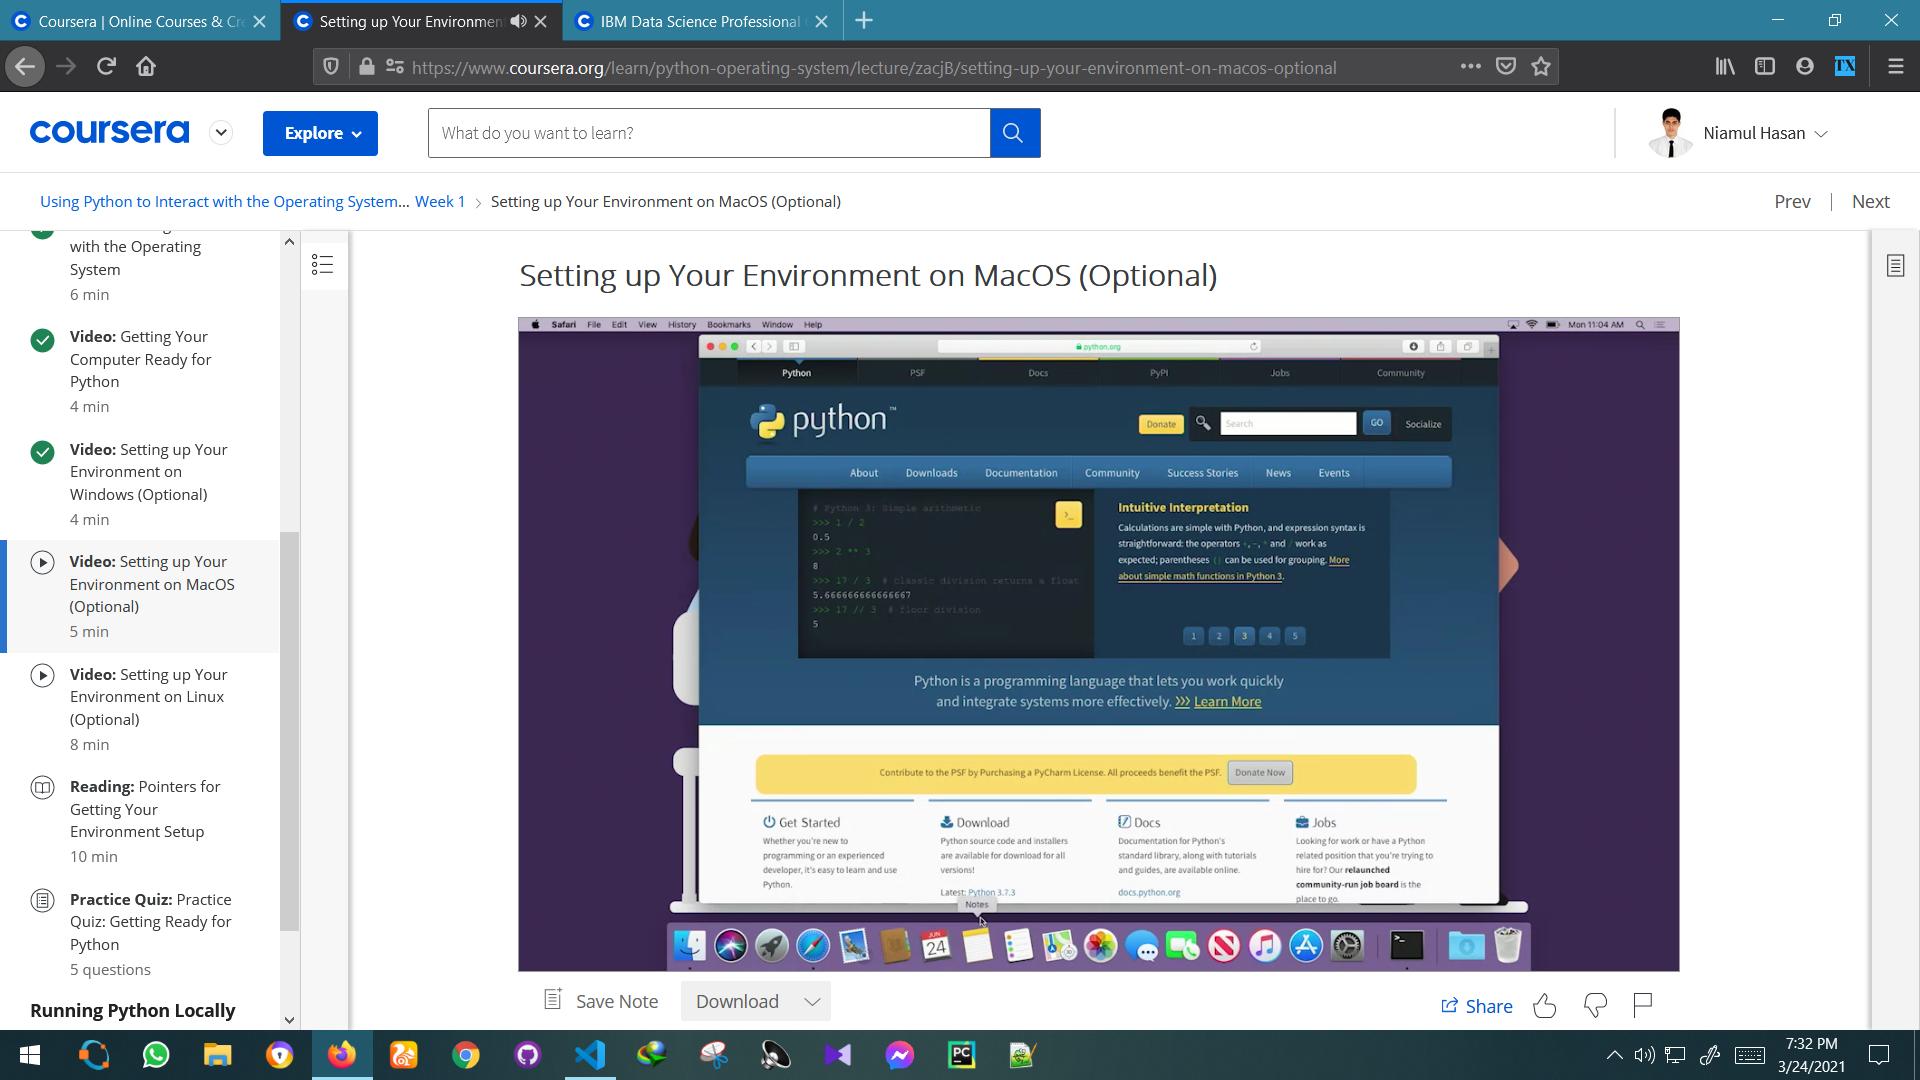 Coursera | Online Courses & Cr
Setting up Your Environmen
IBM Data Science Professional
https://www.coursera.org/learn/python-operating-system/lecture/zacjB/setting-up-your-environment-on-macos-optional
coursera
Explore
What do you want to learn?
Niamul Hasan
Using Python to Interact with the Operating System... Week 1 > Setting up Your Environment on MacOS (Optional)
Prev | Next
with the Operating
System
6 min
Video: Getting Your
Computer Ready for
Python
4 min
Video: Setting up Your
Environment on
Windows (Optional)
4 min
Video: Setting up Your
Environment on MacOS
(Optional)
5 min
Video: Setting up Your
Environment on Linux
(Optional)
8 min
Reading: Pointers for
Getting Your
Environment Setup
10 min
Practice Quiz: Practice
Quiz: Getting Ready for
Python
5 questions
Running Python Locally
Setting up Your Environment on MacOS (Optional)
Safari File Edit View History Bookmarks Window Help
Mon 11:04 AM
python.org
Python PSF Docs PyPI Jobs Community
python™
Donate
Search
GO
Socialize
About Downloads Documentation Community Success Stories News Events
# Python 3: Simple arithmetic
>>> 1 / 2
0.5
>>> 2 ** 3
8
>>> 17 / 3 # classic division returns a float
5.666666666666667
>>> 17 // 3 # floor division
5
>_
Intuitive Interpretation
Calculations are simple with Python, and expression syntax is
straightforward: the operators +, -, * and / work as
expected; parentheses () can be used for grouping. More
about simple math functions in Python 3.
1 2 3 4 5
Python is a programming language that lets you work quickly
and integrate systems more effectively. >>> Learn More
Contribute to the PSF by Purchasing a PyCharm License. All proceeds benefit the PSF. Donate Now
Get Started
Whether you're new to
programming or an experienced
developer, it's easy to learn and use
Python.
Download
Python source code and installers
are available for download for all
versions!
Latest: Python 3.7.3
Docs
Documentation for Python's
standard library, along with tutorials
and guides, are available online.
docs.python.org
Jobs
Looking for work or have a Python
related position that you're trying to
hire for? Our relaunched
community-run job board is the
place to go.
Notes
JUN
24
Save Note
Download
Share
7:32 PM
3/24/2021